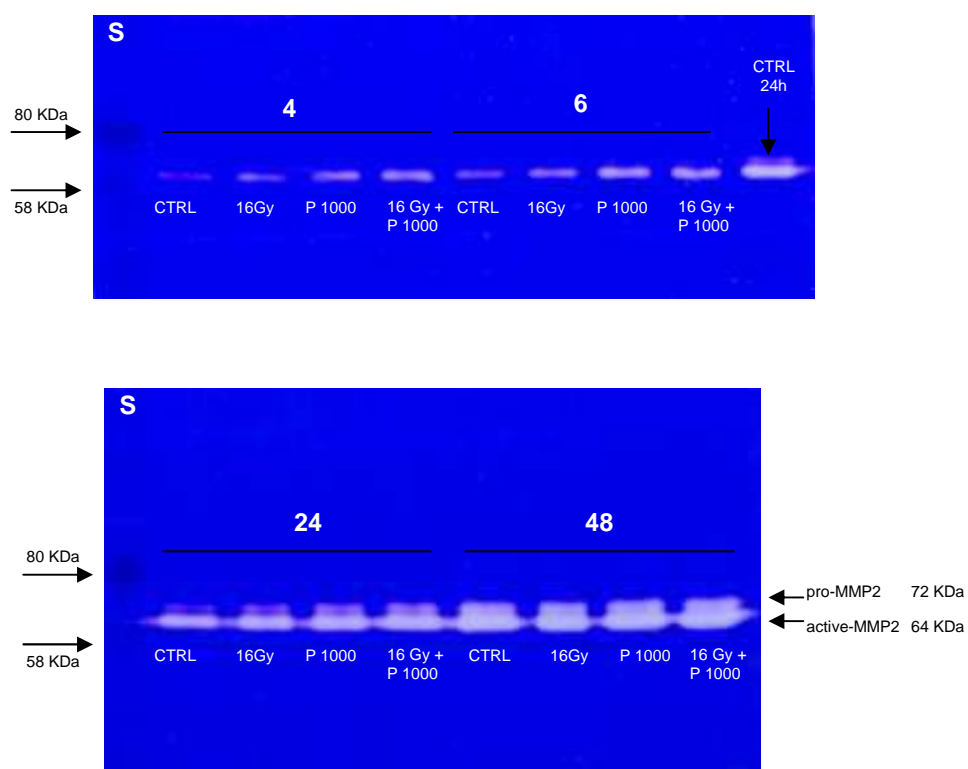 S
CTRL
24h
4
6
80 KDa
58 KDa
CTRL 16Gy P 1000 16 Gy + CTRL 16Gy P 1000 16 Gy +
P 1000 P 1000
S
24
48
80 KDa
pro-MMP2 72 KDa
active-MMP2 64 KDa
58 KDa
CTRL 16Gy P 1000 16 Gy + CTRL 16Gy P 1000 16 Gy +
P 1000 P 1000